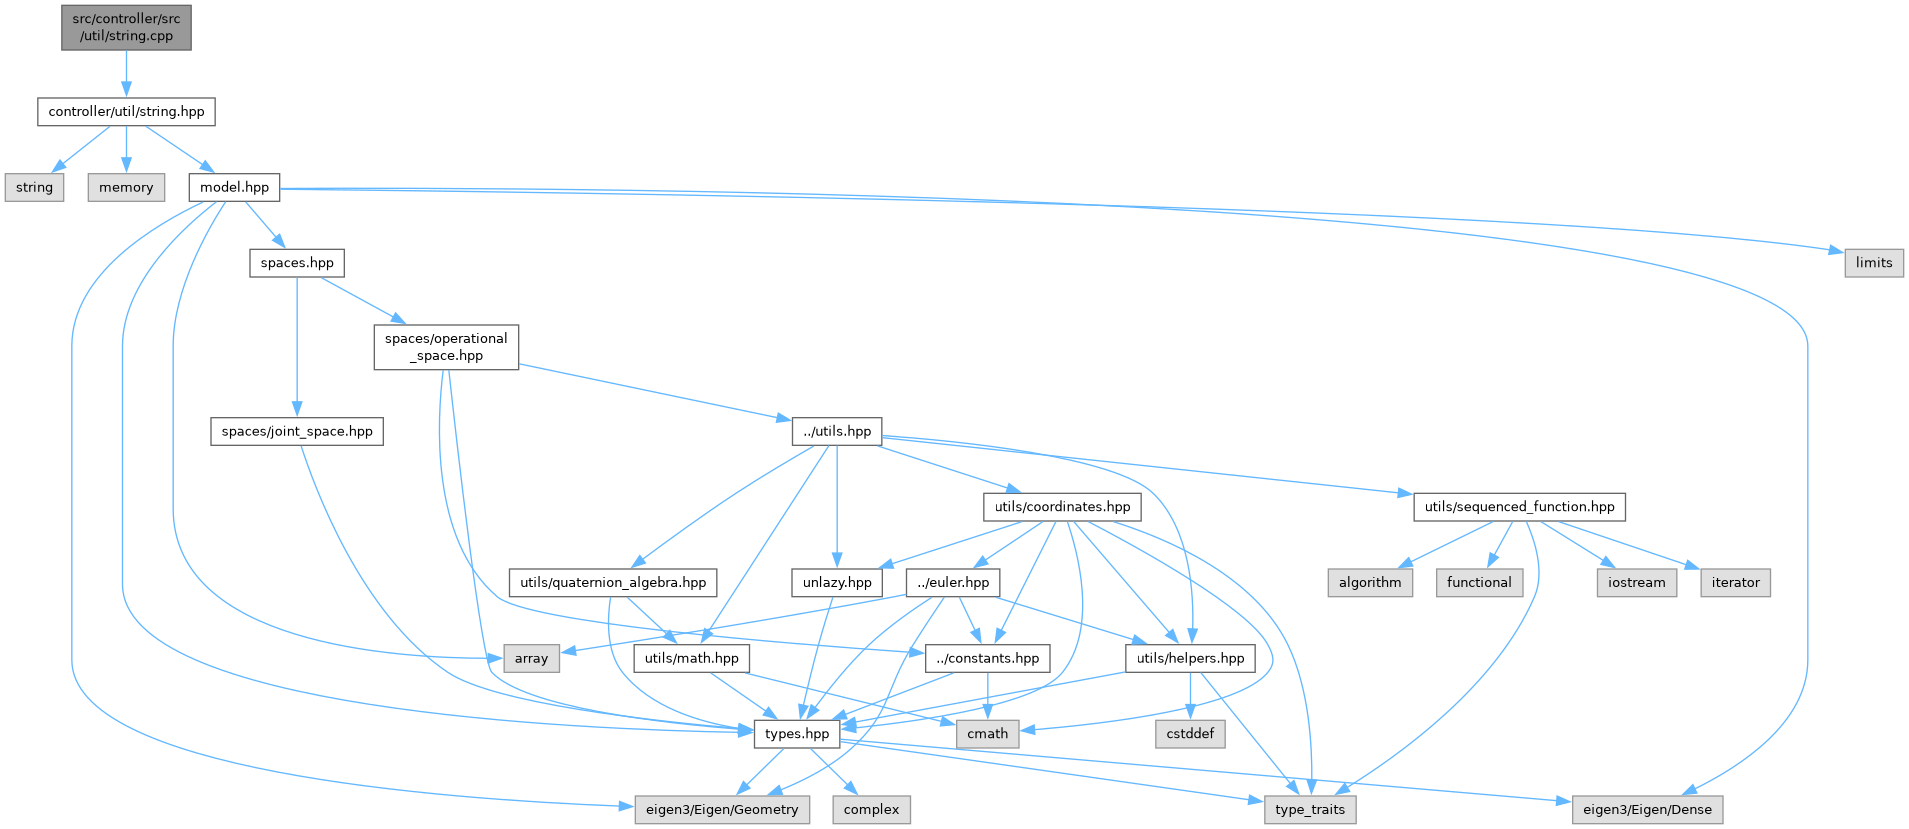 src/controller/src
/util/string.cpp
controller/util/string.hpp
string
memory
model.hpp
spaces.hpp
limits
spaces/operational
_space.hpp
spaces/joint_space.hpp
../utils.hpp
utils/coordinates.hpp
utils/sequenced_function.hpp
utils/quaternion_algebra.hpp
unlazy.hpp
../euler.hpp
algorithm
functional
iostream
iterator
array
utils/math.hpp
../constants.hpp
utils/helpers.hpp
types.hpp
cmath
cstddef
eigen3/Eigen/Geometry
complex
type_traits
eigen3/Eigen/Dense